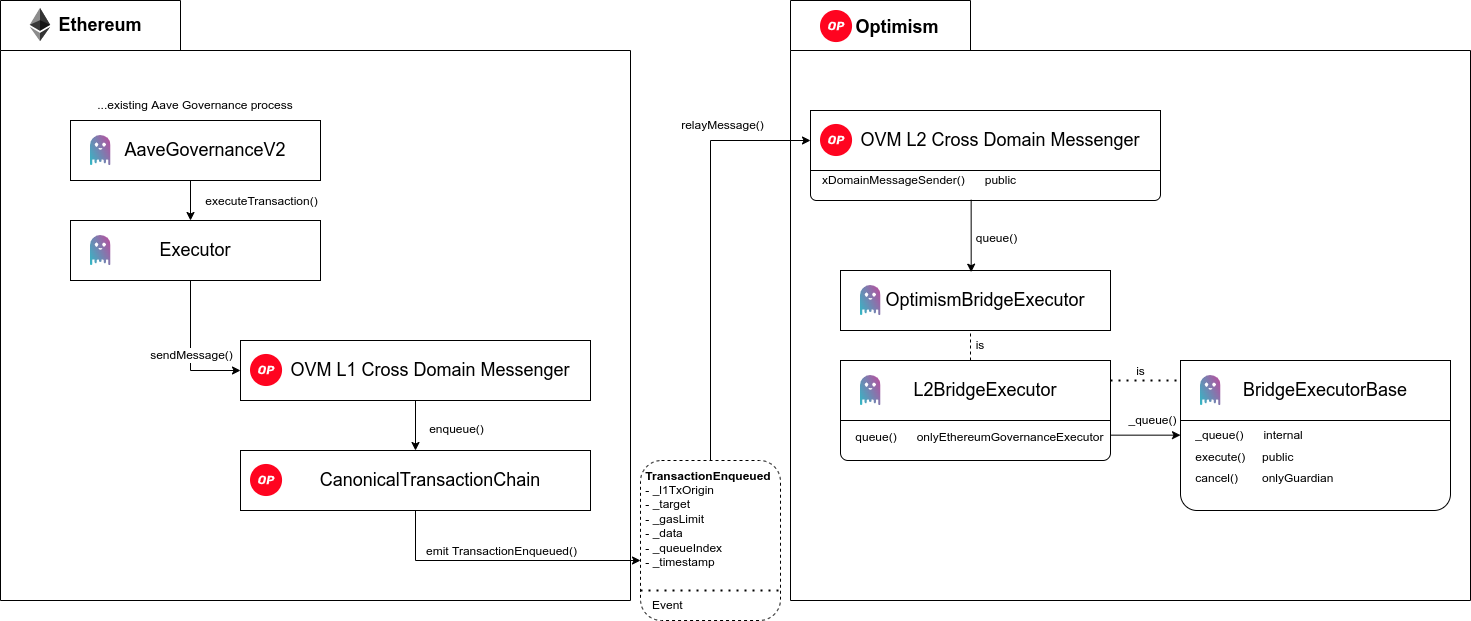 Ethereum
...existing Aave Governance process
AaveGovernanceV2
executeTransaction()
Executor
sendMessage()
OP OVM L1 Cross Domain Messenger
enqueue()
OP CanonicalTransactionChain
emit TransactionEnqueued()
TransactionEnqueued
- _l1TxOrigin
- _target
- _gasLimit
- _data
- _queueIndex
- _timestamp
Event
relayMessage()
OP Optimism
OP OVM L2 Cross Domain Messenger
xDomainMessageSender() public
queue()
OptimismBridgeExecutor
is
L2BridgeExecutor
queue() onlyEthereumGovernanceExecutor
is
_queue()
BridgeExecutorBase
_queue() internal
execute() public
cancel() onlyGuardian